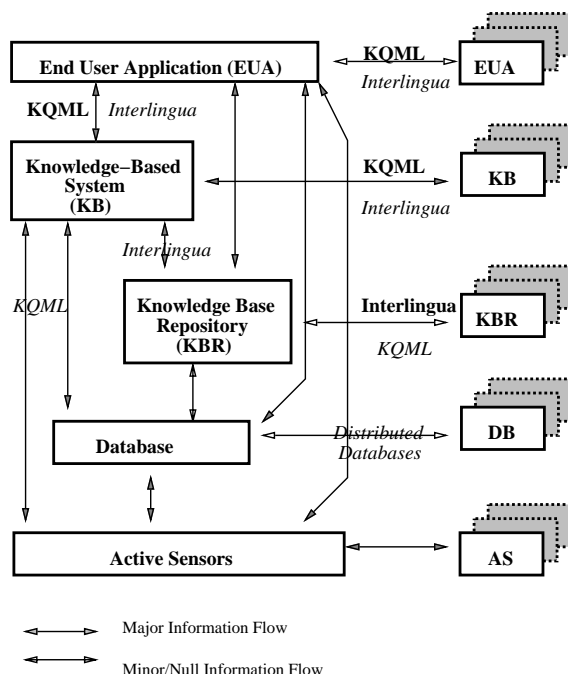 KQML
End User Application (EUA)
EUA
Interlingua
KQML
Interlingua
Knowledge–Based
System
(KB)
KQML
KB
Interlingua
Interlingua
KQML
Knowledge Base
Repository
(KBR)
Interlingua
KBR
KQML
Database
Distributed
Databases
DB
Active Sensors
AS
Major Information Flow
Minor/Null Information Flow